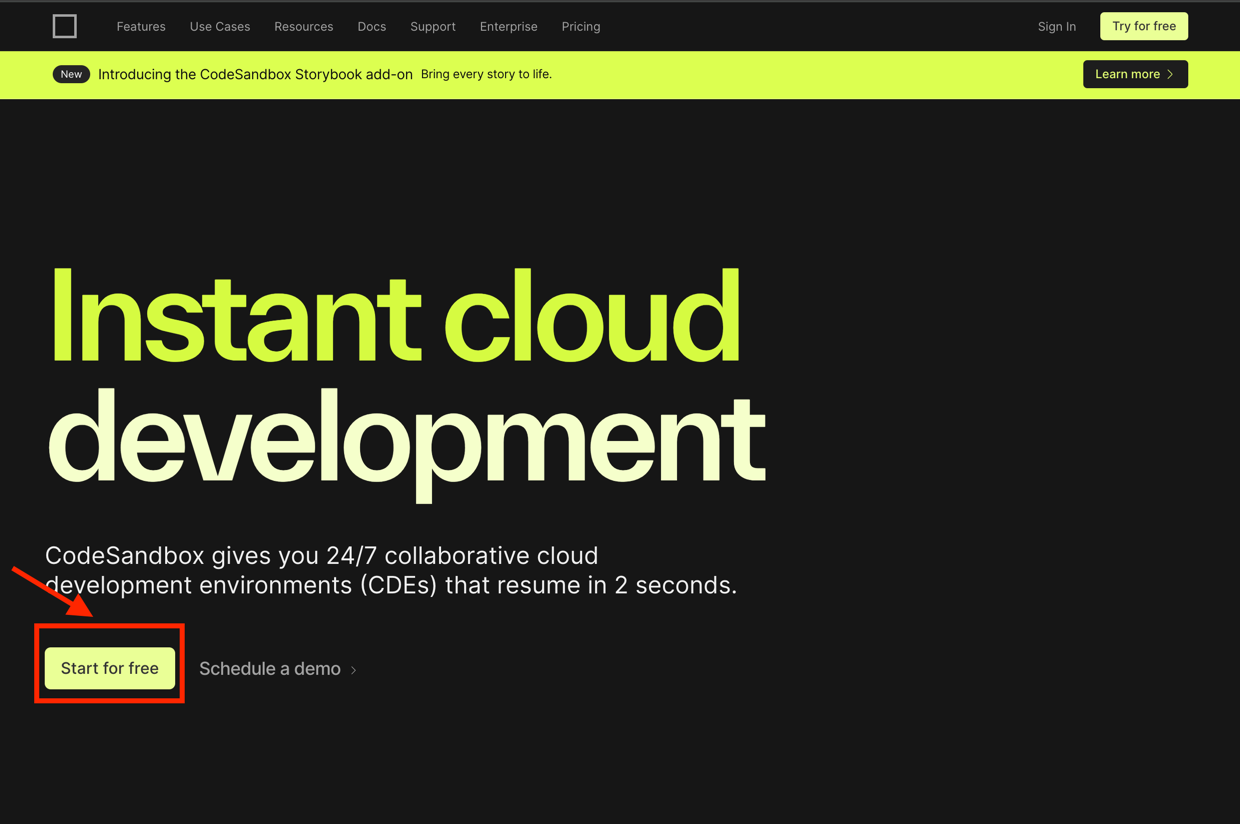 Features Use Cases Resources Docs Support Enterprise Pricing Sign In Try for free
New Introducing the CodeSandbox Storybook add-on Bring every story to life. Learn more
Instant cloud
development
CodeSandbox gives you 24/7 collaborative cloud
development environments (CDEs) that resume in 2 seconds.
Start for free Schedule a demo